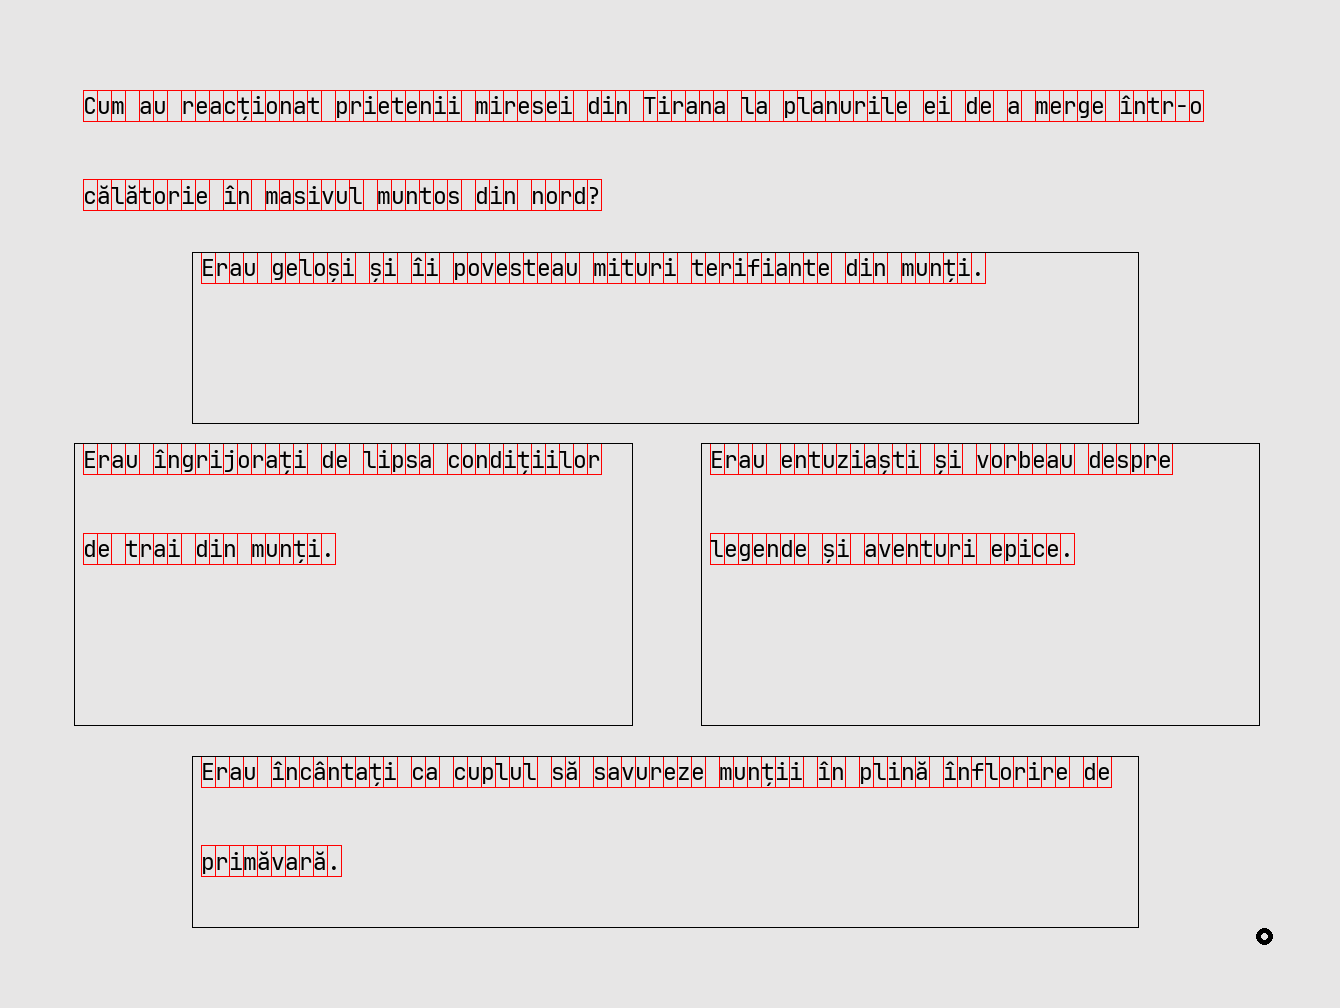 Cum au reacționat prietenii miresei din Tirana la planurile ei de a merge într-o
călătorie în masivul muntos din nord?
Erau geloși și îi povesteau mituri terifiante din munți.
Erau îngrijorați de lipsa condițiilor
de trai din munți.
Erau entuziaști și vorbeau despre
legende și aventuri epice.
Erau încântați ca cuplul să savureze munții în plină înflorire de
primăvară.